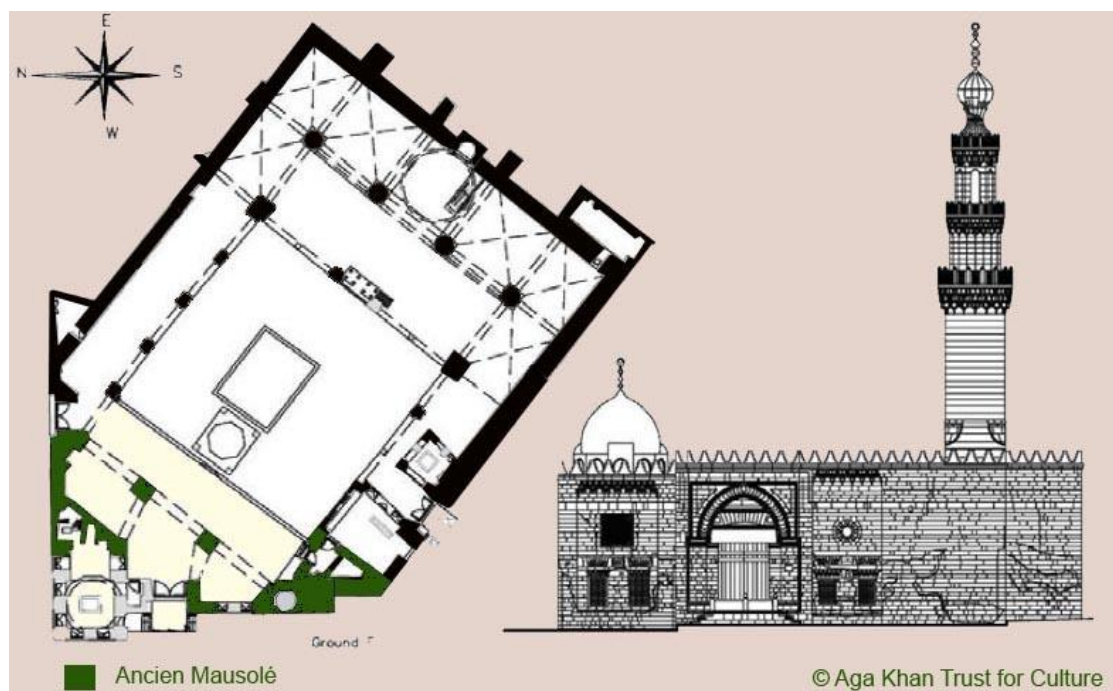 E
N S
W
Ground F
Ancien Mausolé
© Aga Khan Trust for Culture